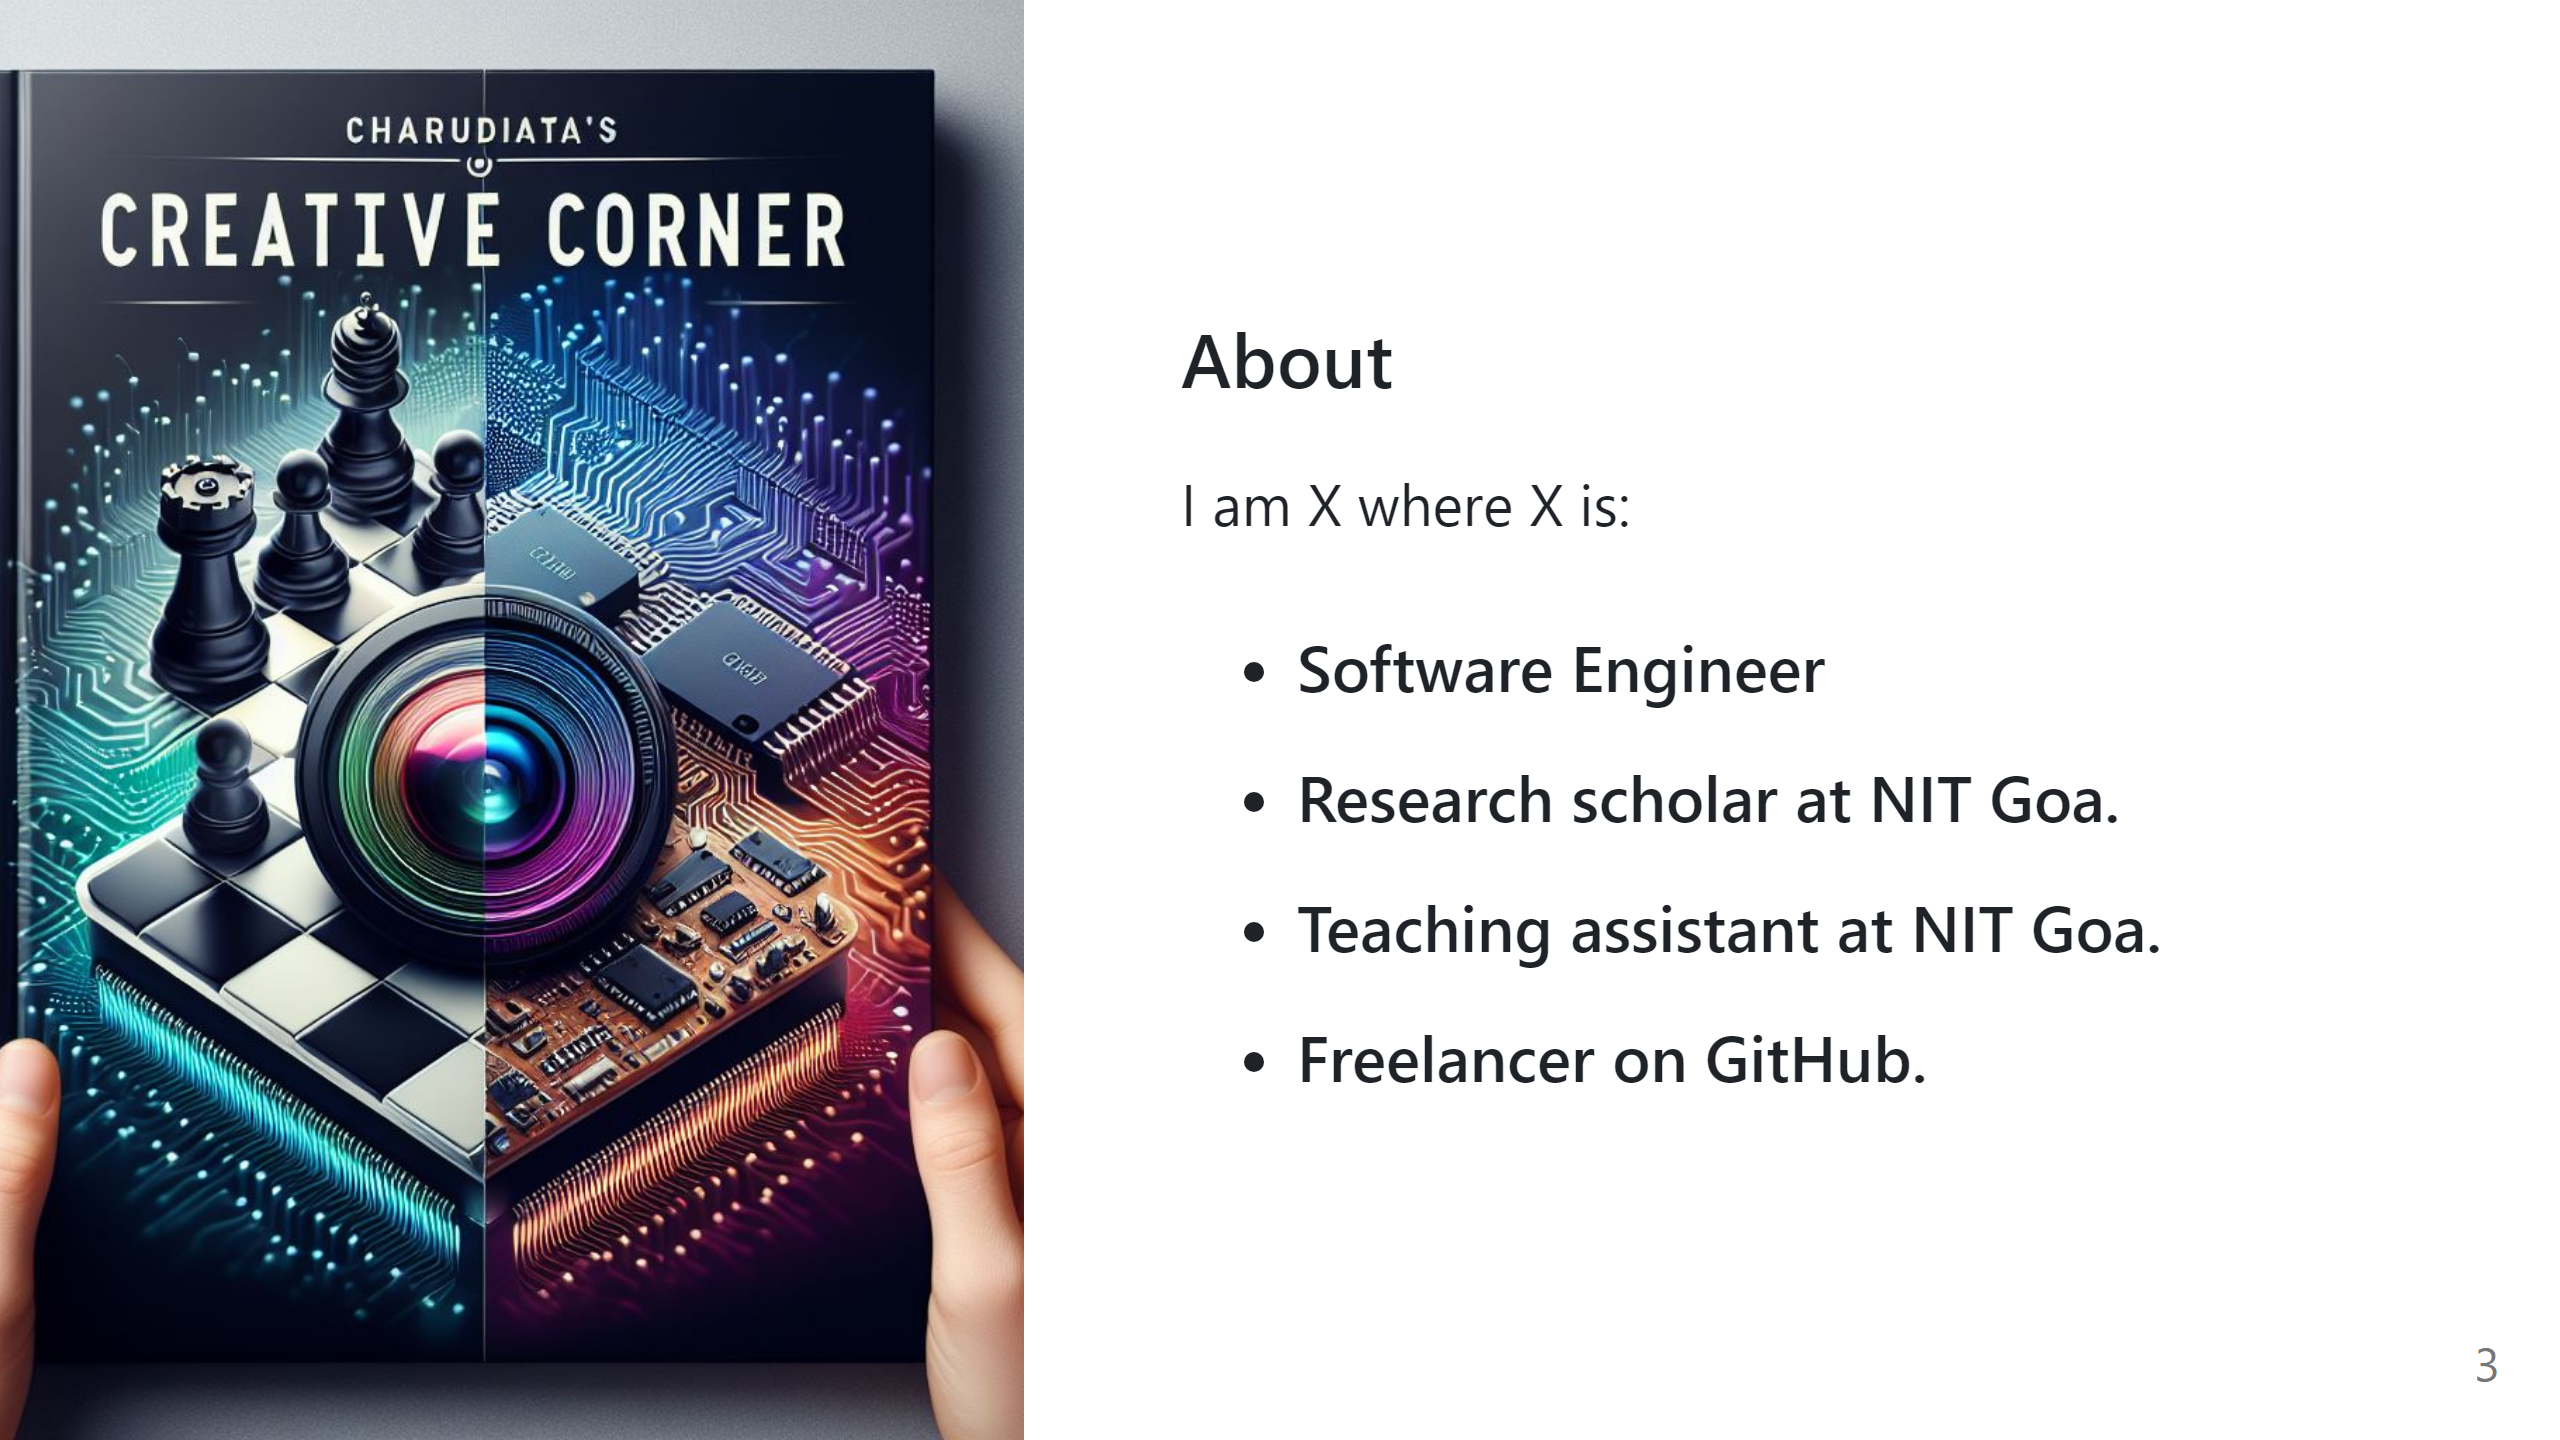 CHARUDIATA'S
CREATIVE CORNER
About
I am X where X is:
• Software Engineer
• Research scholar at NIT Goa.
• Teaching assistant at NIT Goa.
• Freelancer on GitHub.
3